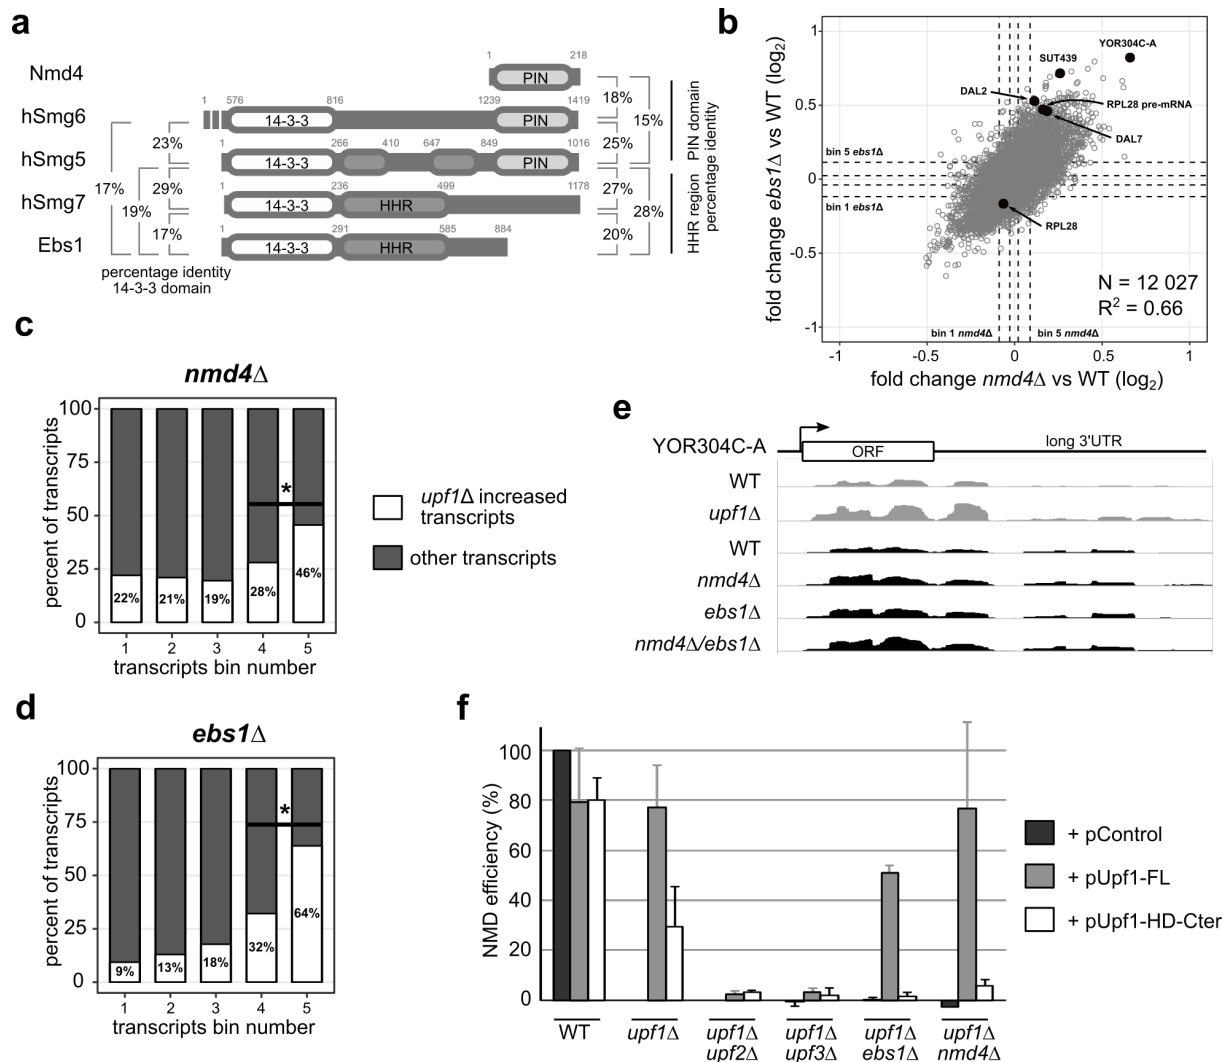 a
Nmd4
hSmg6
hSmg5
hSmg7
Ebs1
1 218
PIN
1 576 816 1239 1419
14-3-3 PIN
1 266 410 647 849 1016
14-3-3 PIN
1 236 499 1178
14-3-3 HHR
1 291 585 884
14-3-3 HHR
23%
29%
17%
19%
17%
18%
25%
15%
27%
20%
28%
PIN domain
HHR region
percentage identity
percentage identity
14-3-3 domain
b
fold change ebs1Δ vs WT (log2)
1
0.5
0
-0.5
-1
YOR304C-A
SUT439
DAL2
RPL28 pre-mRNA
DAL7
RPL28
bin 5 ebs1Δ
bin 1 ebs1Δ
N = 12 027
R2 = 0.66
bin 1 nmd4Δ
bin 5 nmd4Δ
-1 -0.5 0 0.5 1
fold change nmd4Δ vs WT (log2)
c
nmd4Δ
percent of transcripts
100
75
50
25
0
*
22% 21% 19% 28% 46%
1 2 3 4 5
transcripts bin number
upf1Δ increased
transcripts
other transcripts
d
ebs1Δ
percent of transcripts
100
75
50
25
0
*
9% 13% 18% 32% 64%
1 2 3 4 5
transcripts bin number
e
YOR304C-A
ORF
long 3'UTR
WT
upf1Δ
WT
nmd4Δ
ebs1Δ
nmd4Δ/ebs1Δ
f
NMD efficiency (%)
100
80
60
40
20
0
WT
upf1Δ
upf1Δ
upf2Δ
upf1Δ
upf3Δ
upf1Δ
ebs1Δ
upf1Δ
nmd4Δ
+ pControl
+ pUpf1-FL
+ pUpf1-HD-Cter